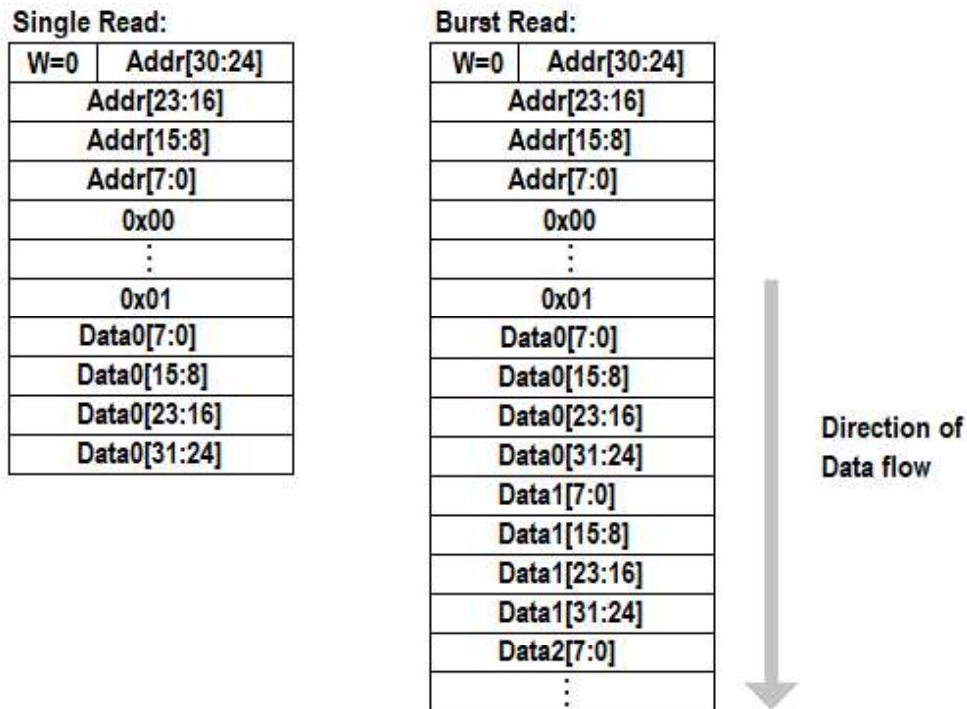 Single Read:
W=0 Addr[30:24]
Addr[23:16]
Addr[15:8]
Addr[7:0]
0x00
⋮
0x01
Data0[7:0]
Data0[15:8]
Data0[23:16]
Data0[31:24]
Burst Read:
W=0 Addr[30:24]
Addr[23:16]
Addr[15:8]
Addr[7:0]
0x00
⋮
0x01
Data0[7:0]
Data0[15:8]
Data0[23:16]
Data0[31:24]
Data1[7:0]
Data1[15:8]
Data1[23:16]
Data1[31:24]
Data2[7:0]
⋮
Direction of
Data flow